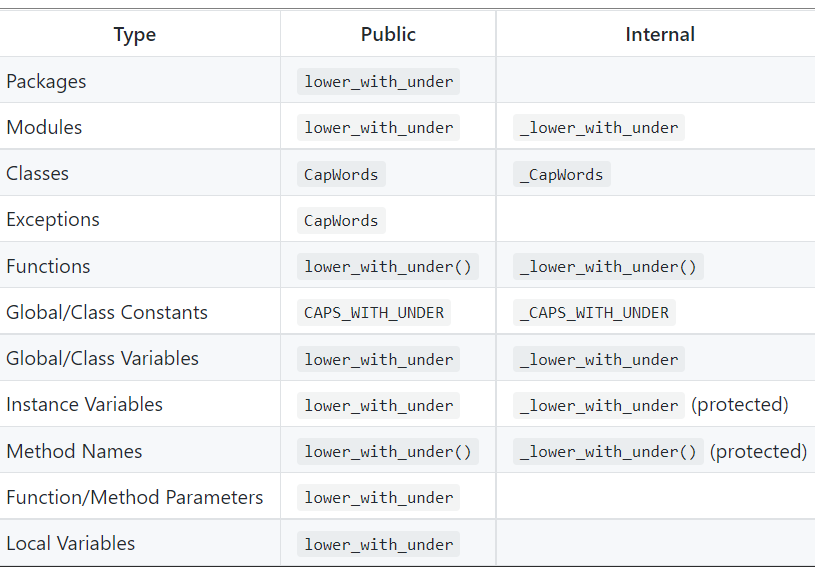 Type Public Internal
Packages lower_with_under
Modules lower_with_under _lower_with_under
Classes CapWords _CapWords
Exceptions CapWords
Functions lower_with_under() _lower_with_under()
Global/Class Constants CAPS_WITH_UNDER _CAPS_WITH_UNDER
Global/Class Variables lower_with_under _lower_with_under
Instance Variables lower_with_under _lower_with_under (protected)
Method Names lower_with_under() _lower_with_under() (protected)
Function/Method Parameters lower_with_under
Local Variables lower_with_under